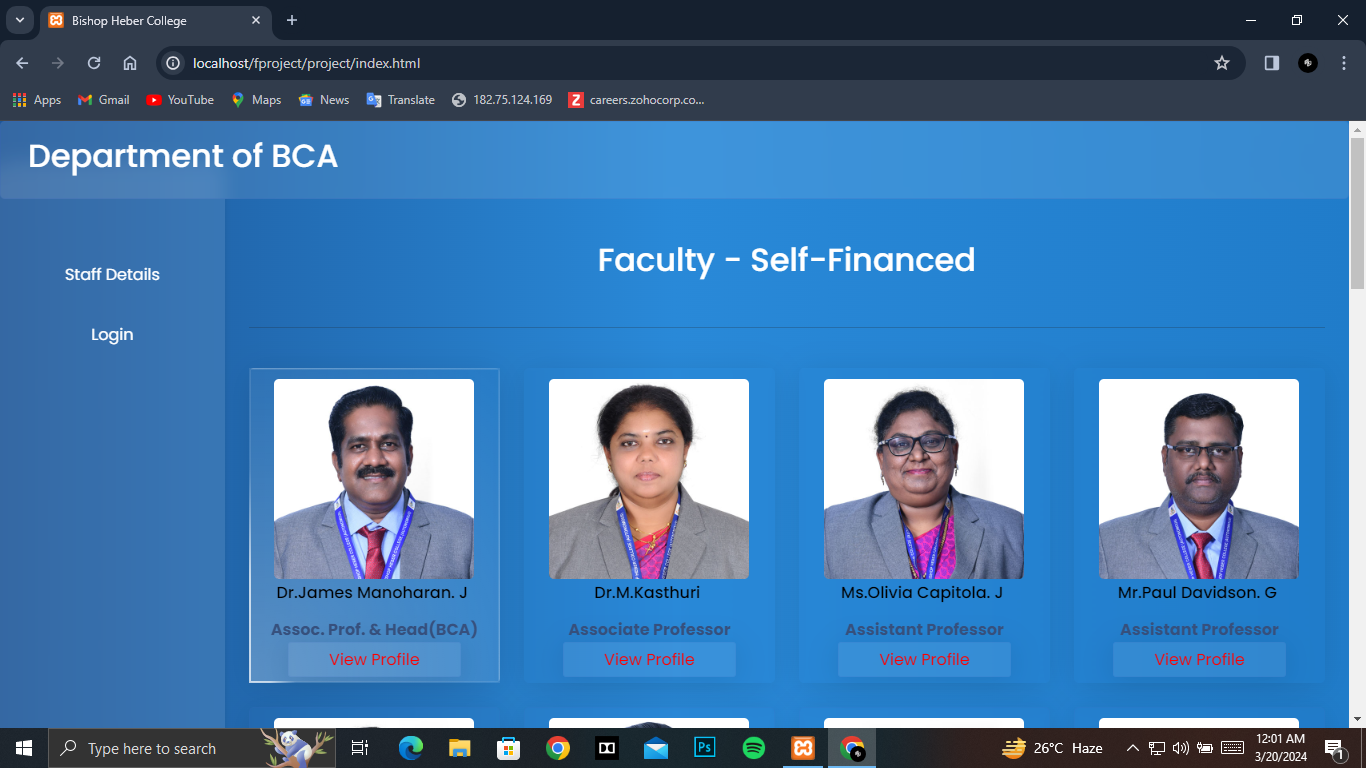 Bishop Heber College
localhost/fproject/project/index.html
Apps
Gmail
YouTube
Maps
News
Translate
182.75.124.169
careers.zohocorp.co...
Department of BCA
Staff Details
Login
Faculty - Self-Financed
Dr.James Manoharan. J
Assoc. Prof. & Head(BCA)
View Profile
Dr.M.Kasthuri
Associate Professor
View Profile
Ms.Olivia Capitola. J
Assistant Professor
View Profile
Mr.Paul Davidson. G
Assistant Professor
View Profile
Type here to search
Ps
26°C Haze
12:01 AM
3/20/2024
1